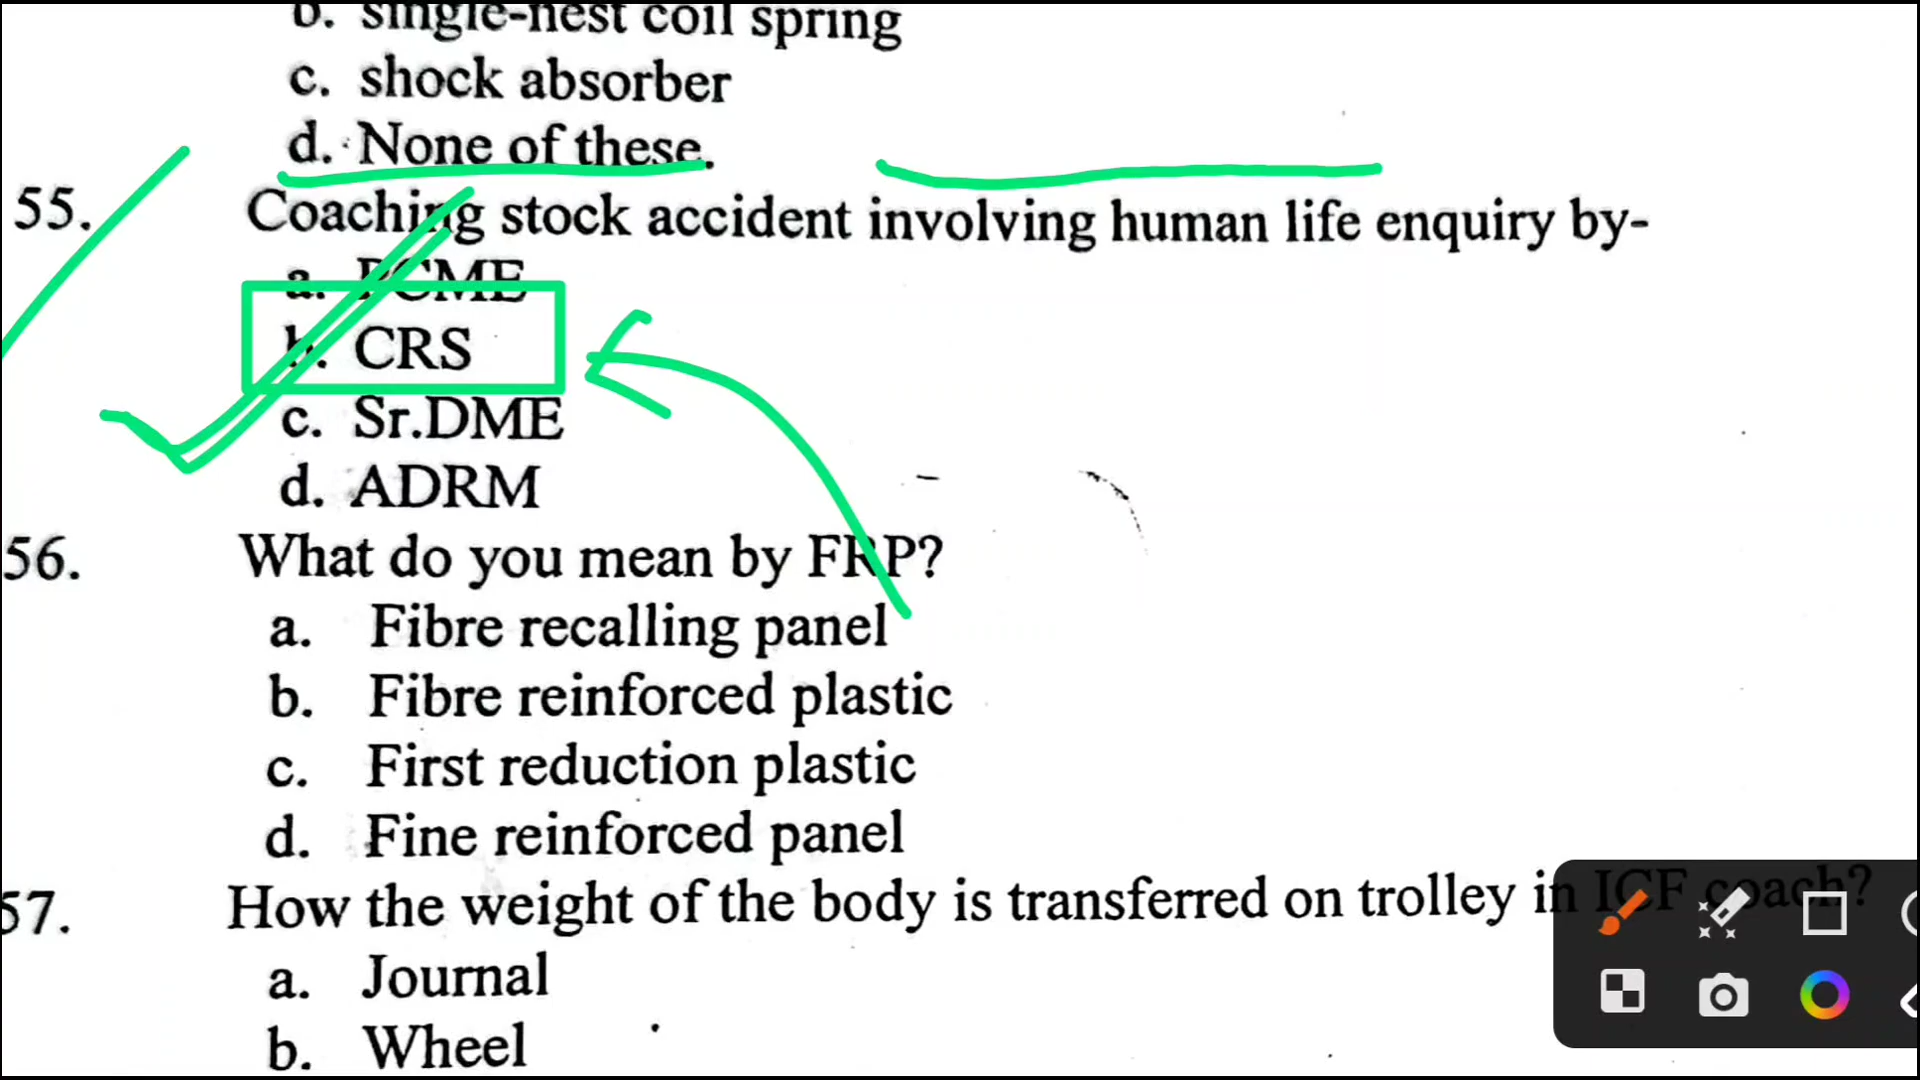 b. single-nest coil spring
c. shock absorber
d. None of these.
55. Coaching stock accident involving human life enquiry by-
a. PCME
b. CRS
c. Sr.DME
d. ADRM
56. What do you mean by FRP?
a. Fibre recalling panel
b. Fibre reinforced plastic
c. First reduction plastic
d. Fine reinforced panel
57. How the weight of the body is transferred on trolley in ICF coach?
a. Journal
b. Wheel